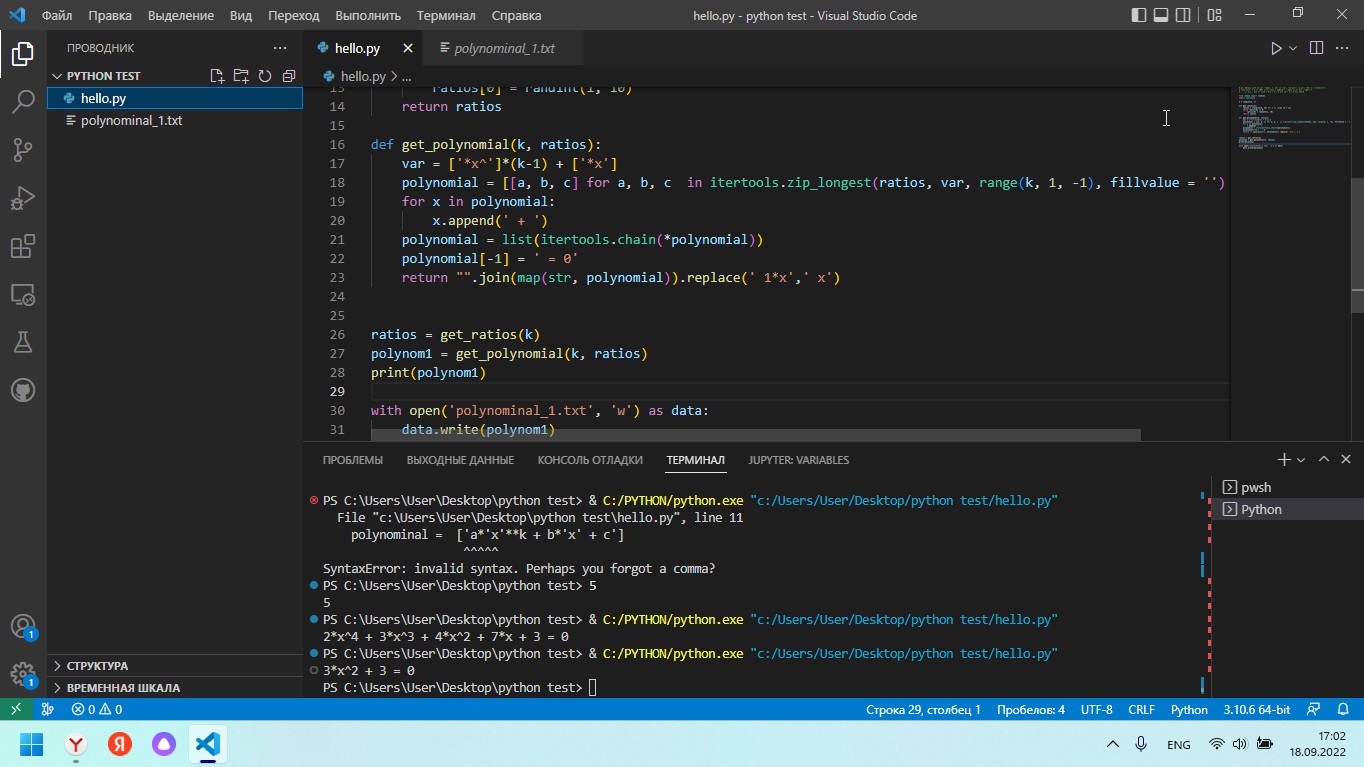 Файл Правка Выделение Вид Переход Выполнить Терминал Справка hello.py - python test - Visual Studio Code
ПРОВОДНИК
PYTHON TEST
hello.py
polynominal_1.txt
hello.py polynominal_1.txt
hello.py > ...
13 ratios[0] = randint(1, 10)
14 return ratios
15
16 def get_polynomial(k, ratios):
17 var = ['*x^']*(k-1) + ['*x']
18 polynomial = [[a, b, c] for a, b, c in itertools.zip_longest(ratios, var, range(k, 1, -1), fillvalue = '')
19 for x in polynomial:
20 x.append(' + ')
21 polynomial = list(itertools.chain(*polynomial))
22 polynomial[-1] = ' = 0'
23 return "".join(map(str, polynomial)).replace(' 1*x',' x')
24
25
26 ratios = get_ratios(k)
27 polynom1 = get_polynomial(k, ratios)
28 print(polynom1)
29
30 with open('polynominal_1.txt', 'w') as data:
31 data.write(polynom1)
ПРОБЛЕМЫ ВЫХОДНЫЕ ДАННЫЕ КОНСОЛЬ ОТЛАДКИ ТЕРМИНАЛ JUPYTER: VARIABLES
PS C:\Users\User\Desktop\python test> & C:/PYTHON/python.exe "c:/Users/User/Desktop/python test/hello.py"
File "c:\Users\User\Desktop\python test\hello.py", line 11
polynominal = ['a*'x'**k + b*'x' + c']
^^^^^
SyntaxError: invalid syntax. Perhaps you forgot a comma?
PS C:\Users\User\Desktop\python test> 5
5
PS C:\Users\User\Desktop\python test> & C:/PYTHON/python.exe "c:/Users/User/Desktop/python test/hello.py"
2*x^4 + 3*x^3 + 4*x^2 + 7*x + 3 = 0
PS C:\Users\User\Desktop\python test> & C:/PYTHON/python.exe "c:/Users/User/Desktop/python test/hello.py"
3*x^2 + 3 = 0
PS C:\Users\User\Desktop\python test>
pwsh
Python
1
1
СТРУКТУРА
ВРЕМЕННАЯ ШКАЛА
0 0 Строка 29, столбец 1 Пробелов: 4 UTF-8 CRLF Python 3.10.6 64-bit
Y Я ENG 17:02
18.09.2022